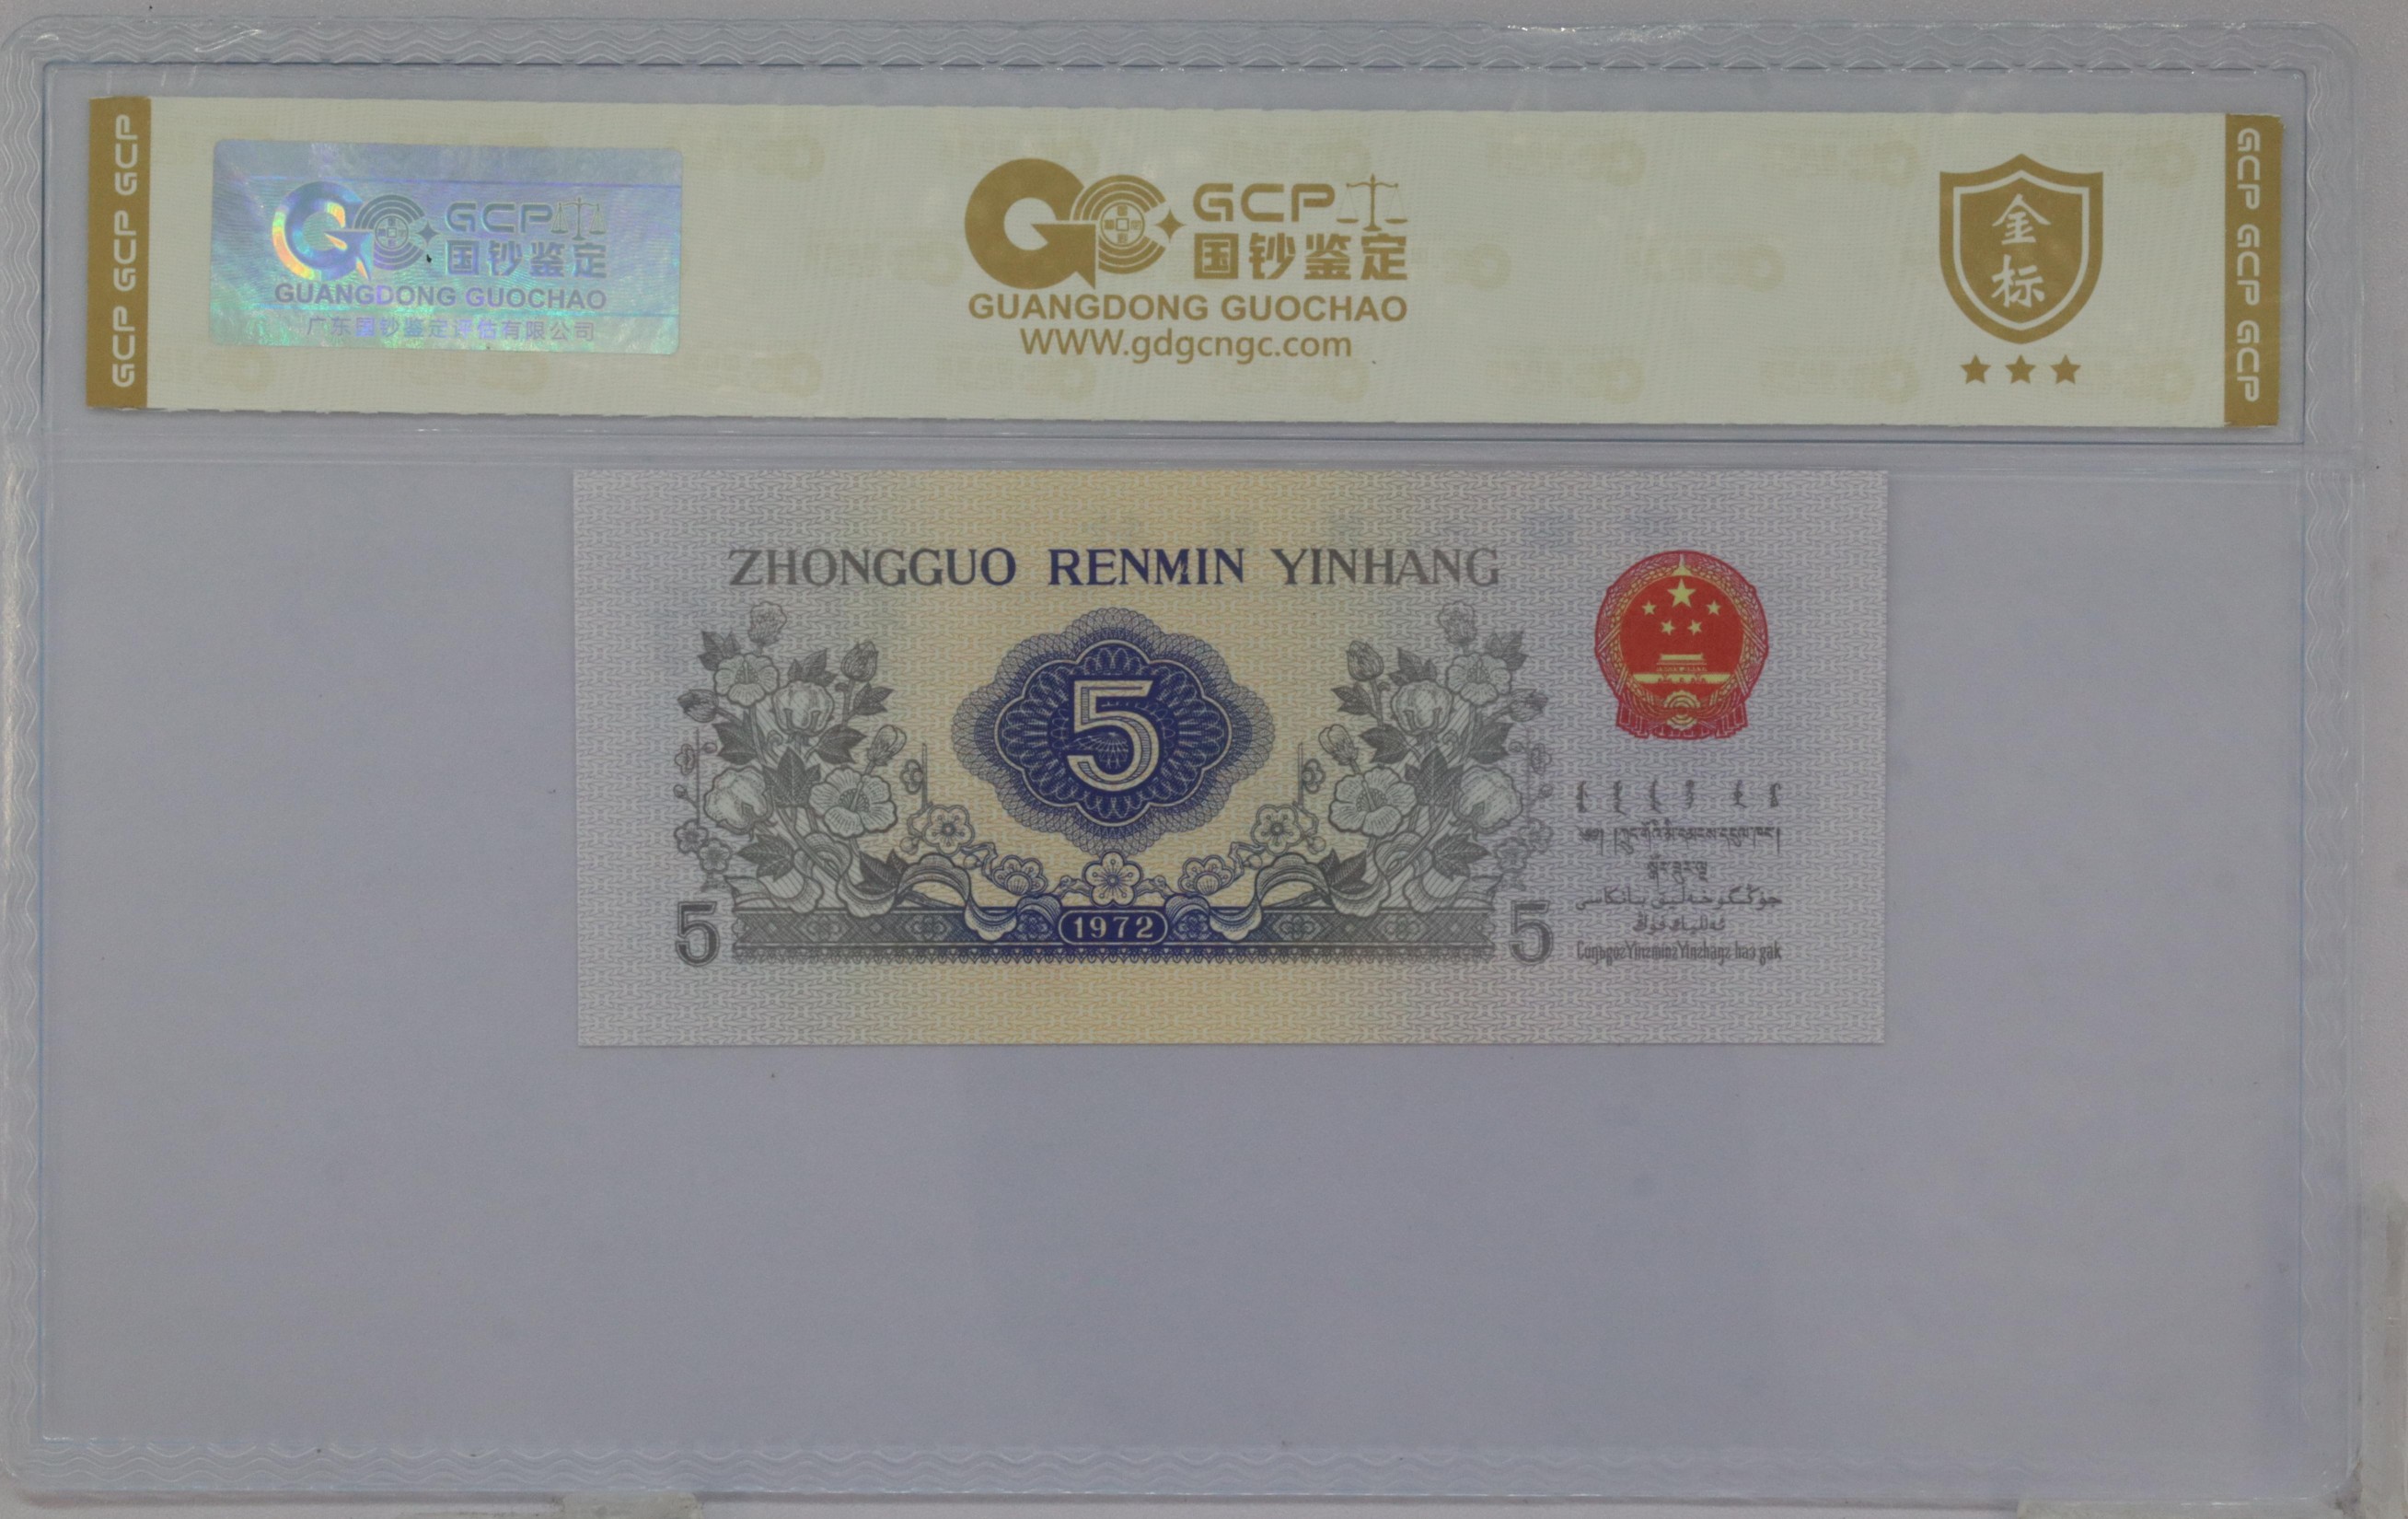 GCP GCP GCP
GCP
国钞鉴定
GUANGDONG GUOCHAO
广东国钞鉴定评估有限公司
GCP
国钞鉴定
GUANGDONG GUOCHAO
WWW.gdgcngc.com
金
标
GCP GCP GCP
ZHONGGUO RENMIN YINHANG
5
1972
5
5